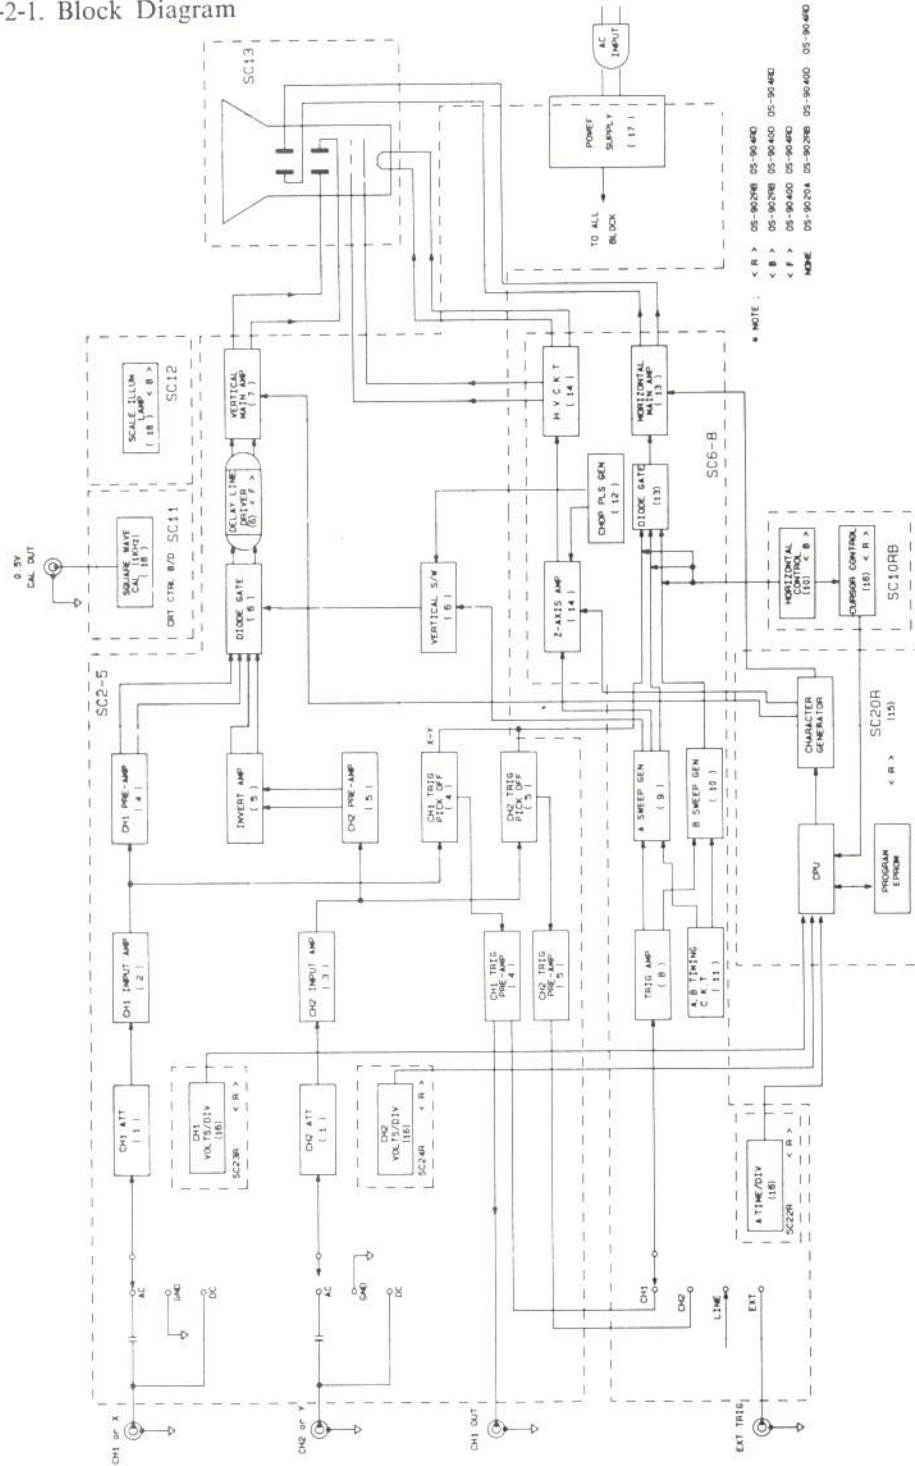 -2-1. Block Diagram
CH1 or X
AC
GND
DC
CH1 ATT
( 1 )
CH1 INPUT AMP
( 2 )
CH1 PRE-AMP
( 4 )
CH1
VOLTS/DIV
(16)
SC23R
< R >
SC2-5
CH2 or Y
AC
GND
DC
CH2 ATT
( 1 )
CH2 INPUT AMP
( 3 )
INVERT AMP
( 5 )
CH2 PRE-AMP
( 5 )
CH2
VOLTS/DIV
(16)
SC24R
< R >
CH1 TRIG
PICK OFF
( 4 )
X-Y
CH2 TRIG
PICK OFF
( 5 )
CH1 TRIG
PRE-AMP
( 4 )
CH2 TRIG
PRE-AMP
( 5 )
CH1 OUT
0.5V
CAL OUT
SQUARE WAVE
CAL (1KHz)
( 18 )
CRT CTRL B/D
SC11
SCALE ILLUM
LAMP
( 18 ) < B >
SC12
DIODE GATE
( 6 )
DELAY LINE
DRIVER
(6) < F >
VERTICAL
MAIN AMP
( 7 )
VERTICAL S/W
( 6 )
SC13
CH1
CH2
LINE
EXT
EXT TRIG
TRIG AMP
( 8 )
A,B TIMING
C K T
( 11 )
A SWEEP GEN
( 9 )
B SWEEP GEN
( 10 )
Z-AXIS AMP
( 14 )
CHOP PLS GEN
( 12 )
H.V C.K.T
( 14 )
DIODE GATE
(13)
HORIZONTAL
MAIN AMP
( 13 )
SC6-8
A TIME/DIV
(16)
SC22R
< R >
CPU
PROGRAM
EPROM
CHARACTER
GENERATOR
SC20R
(15)
< R >
HORIZONTAL
CONTROL
(10) < B >
CURSOR CONTROL
(16) < R >
SC10RB
AC
INPUT
POWER
SUPPLY
( 17 )
TO ALL
BLOCK
* NOTE :
< R > OS-902RB OS-904RD
< B > OS-902RB OS-9040D OS-904RD
< F > OS-9040D OS-904RD
NONE OS-9020A OS-902RB OS-9040D OS-904RD